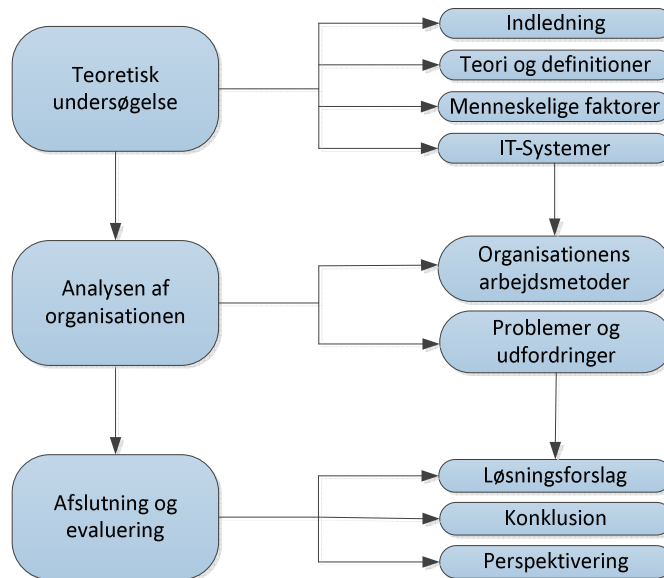 Teoretisk
undersøgelse
Indledning
Teori og definitioner
Menneskelige faktorer
IT-Systemer
Analysen af
organisationen
Organisationens
arbejdsmetoder
Problemer og
udfordringer
Afslutning og
evaluering
Løsningsforslag
Konklusion
Perspektivering